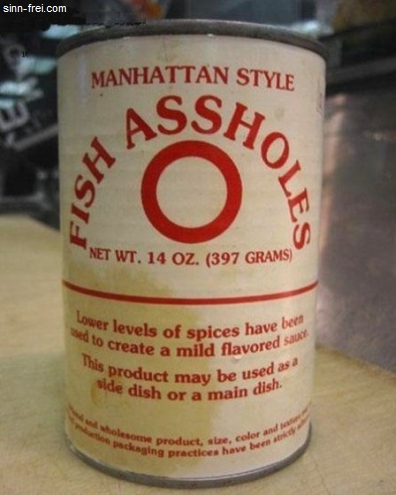 sinn-frei.com
MANHATTAN STYLE
FISH ASSHOLES
NET WT. 14 OZ. (397 GRAMS)
Lower levels of spices have been
used to create a mild flavored sauce.
This product may be used as a
side dish or a main dish.
and wholesome product, size, color and
production packaging practices have been strictly